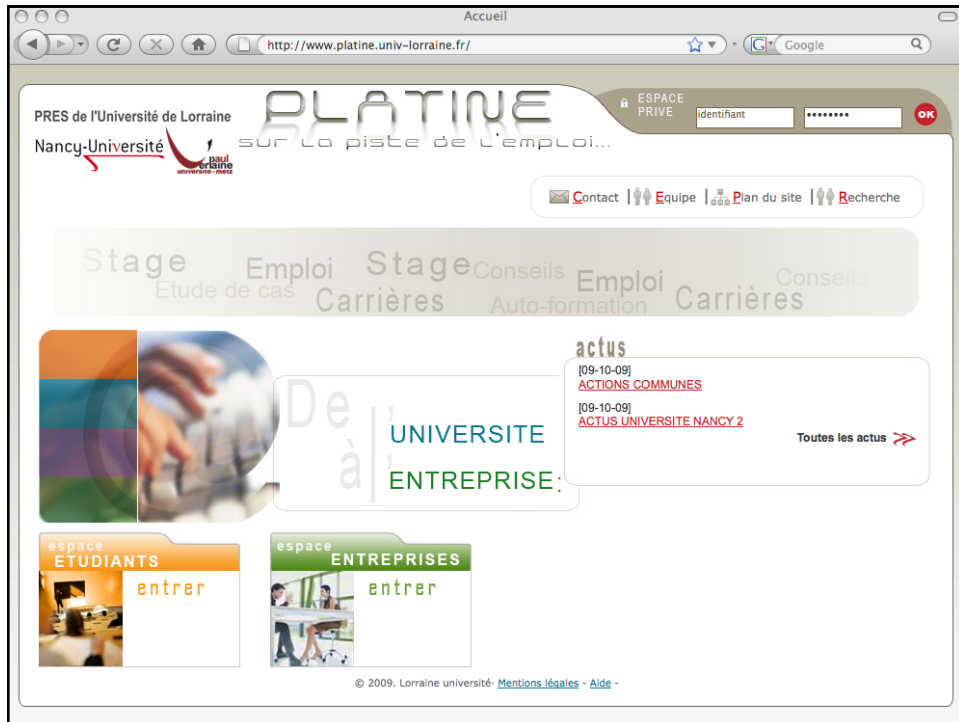 Accueil
http://www.platine.univ-lorraine.fr/
Google
PRES de l'Université de Lorraine
Nancy-Université
paul
verlaine
université-metz
PLATINE
sur la piste de l'emploi...
ESPACE
PRIVE
identifiant
••••••••
OK
Contact | Equipe | Plan du site | Recherche
Stage Emploi Stage Conseils Emploi Conseils
Etude de cas Carrières Auto-formation Carrières
De l'
UNIVERSITE
à l'
ENTREPRISE:
actus
[09-10-09]
ACTIONS COMMUNES
[09-10-09]
ACTUS UNIVERSITE NANCY 2
Toutes les actus
espace
ETUDIANTS
entrer
espace
ENTREPRISES
entrer
© 2009. Lorraine université- Mentions légales - Aide -